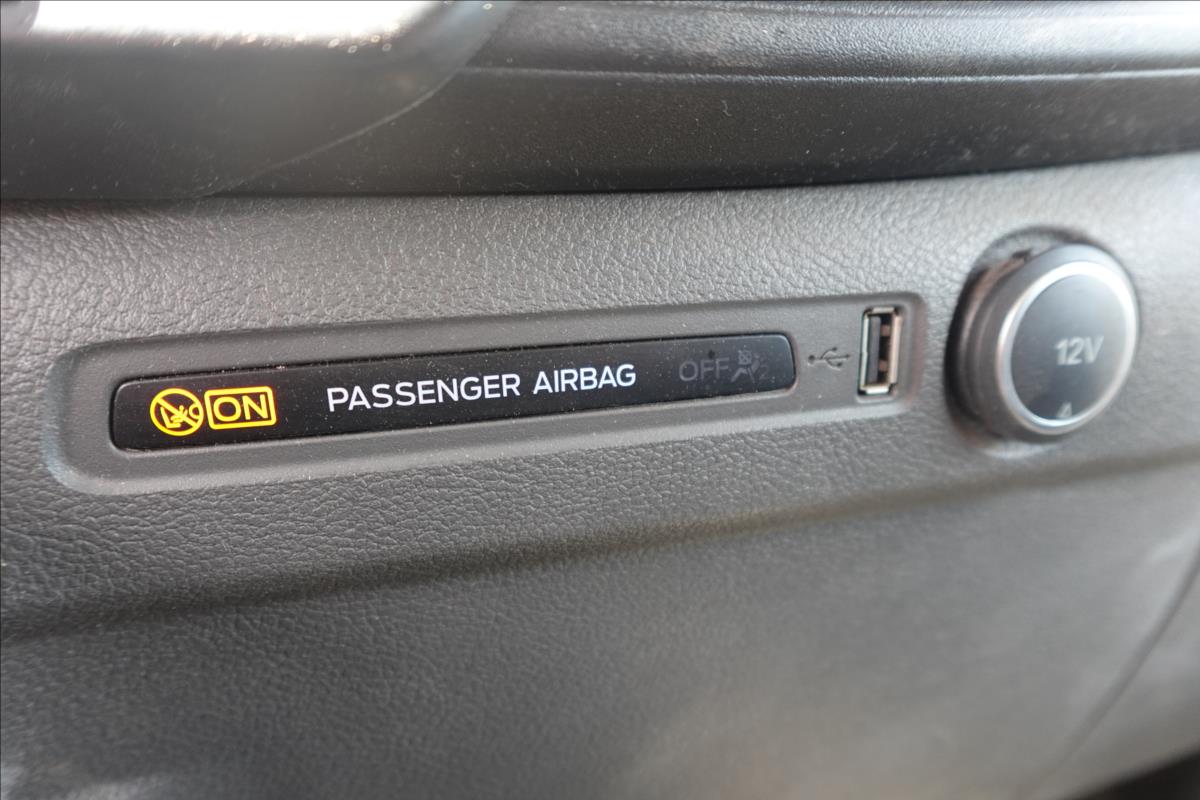 ON PASSENGER AIRBAG OFF
12V